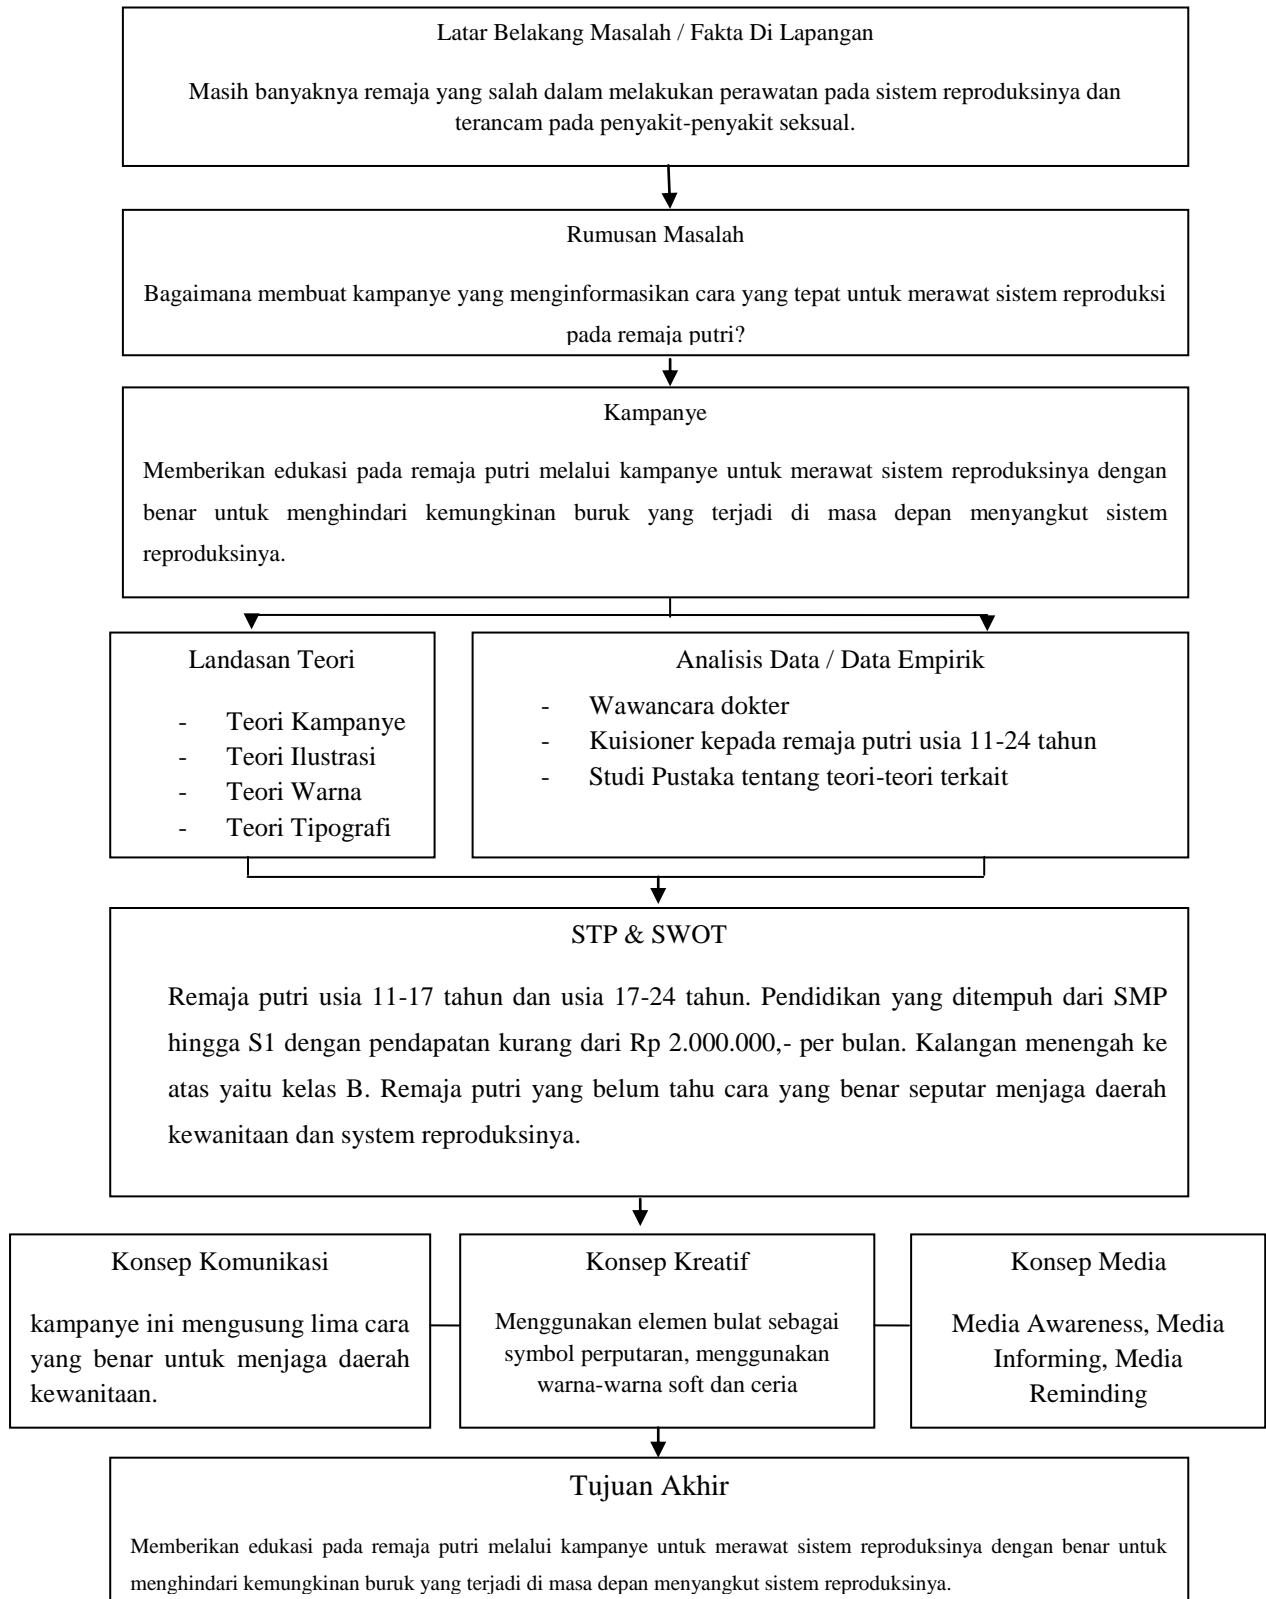 Latar Belakang Masalah / Fakta Di Lapangan
Masih banyaknya remaja yang salah dalam melakukan perawatan pada sistem reproduksinya dan
terancam pada penyakit-penyakit seksual.
Rumusan Masalah
Bagaimana membuat kampanye yang menginformasikan cara yang tepat untuk merawat sistem reproduksi
pada remaja putri?
Kampanye
Memberikan edukasi pada remaja putri melalui kampanye untuk merawat sistem reproduksinya dengan
benar untuk menghindari kemungkinan buruk yang terjadi di masa depan menyangkut sistem
reproduksinya.
Landasan Teori
- Teori Kampanye
- Teori Ilustrasi
- Teori Warna
- Teori Tipografi
Analisis Data / Data Empirik
- Wawancara dokter
- Kuisioner kepada remaja putri usia 11-24 tahun
- Studi Pustaka tentang teori-teori terkait
STP & SWOT
Remaja putri usia 11-17 tahun dan usia 17-24 tahun. Pendidikan yang ditempuh dari SMP
hingga S1 dengan pendapatan kurang dari Rp 2.000.000,- per bulan. Kalangan menengah ke
atas yaitu kelas B. Remaja putri yang belum tahu cara yang benar seputar menjaga daerah
kewanitaan dan system reproduksinya.
Konsep Komunikasi
kampanye ini mengusung lima cara
yang benar untuk menjaga daerah
kewanitaan.
Konsep Kreatif
Menggunakan elemen bulat sebagai
symbol perputaran, menggunakan
warna-warna soft dan ceria
Konsep Media
Media Awareness, Media
Informing, Media
Reminding
Tujuan Akhir
Memberikan edukasi pada remaja putri melalui kampanye untuk merawat sistem reproduksinya dengan benar untuk
menghindari kemungkinan buruk yang terjadi di masa depan menyangkut sistem reproduksinya.